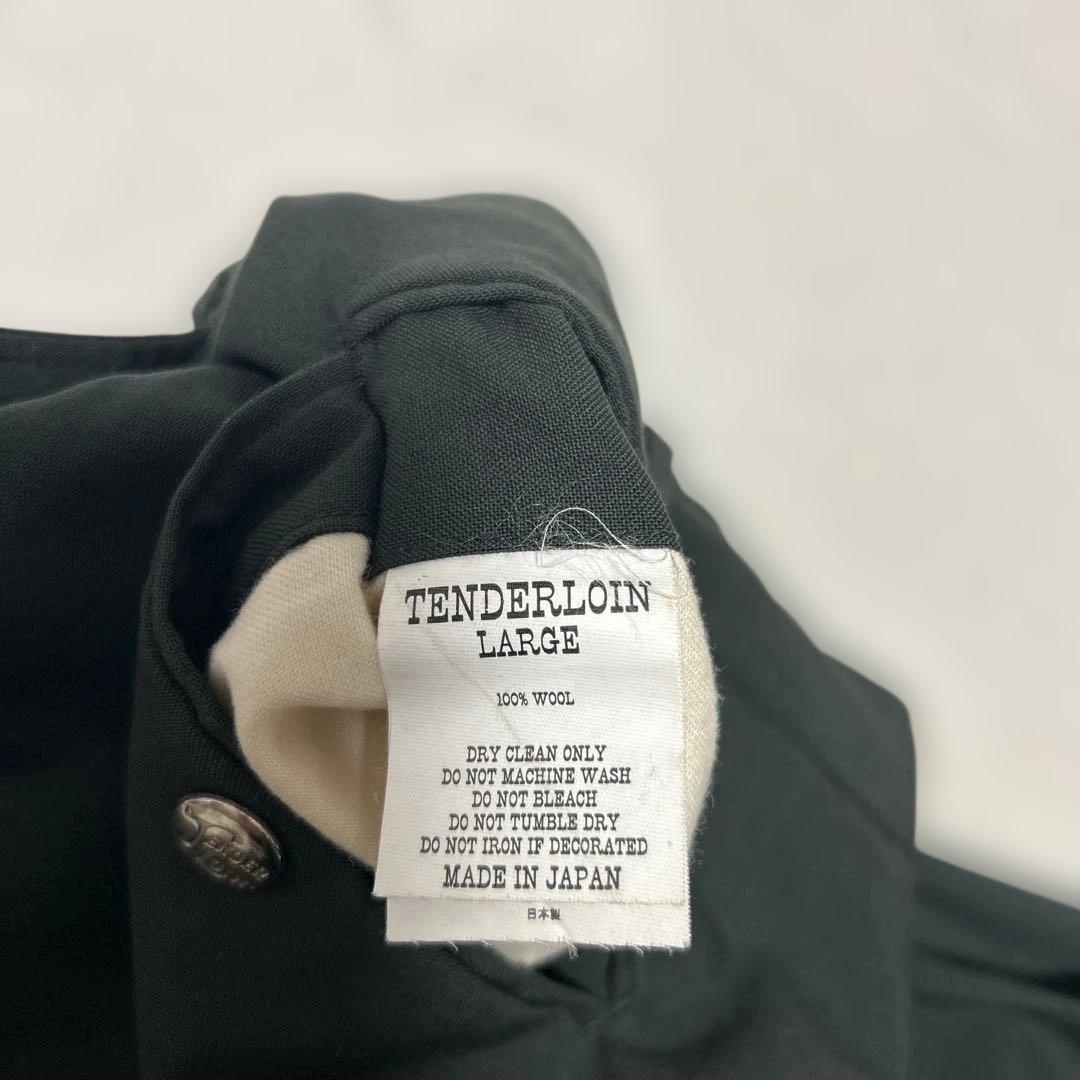 TENDERLOIN
LARGE
100% WOOL
DRY CLEAN ONLY
DO NOT MACHINE WASH
DO NOT BLEACH
DO NOT TUMBLE DRY
DO NOT IRON IF DECORATED
MADE IN JAPAN
日本製